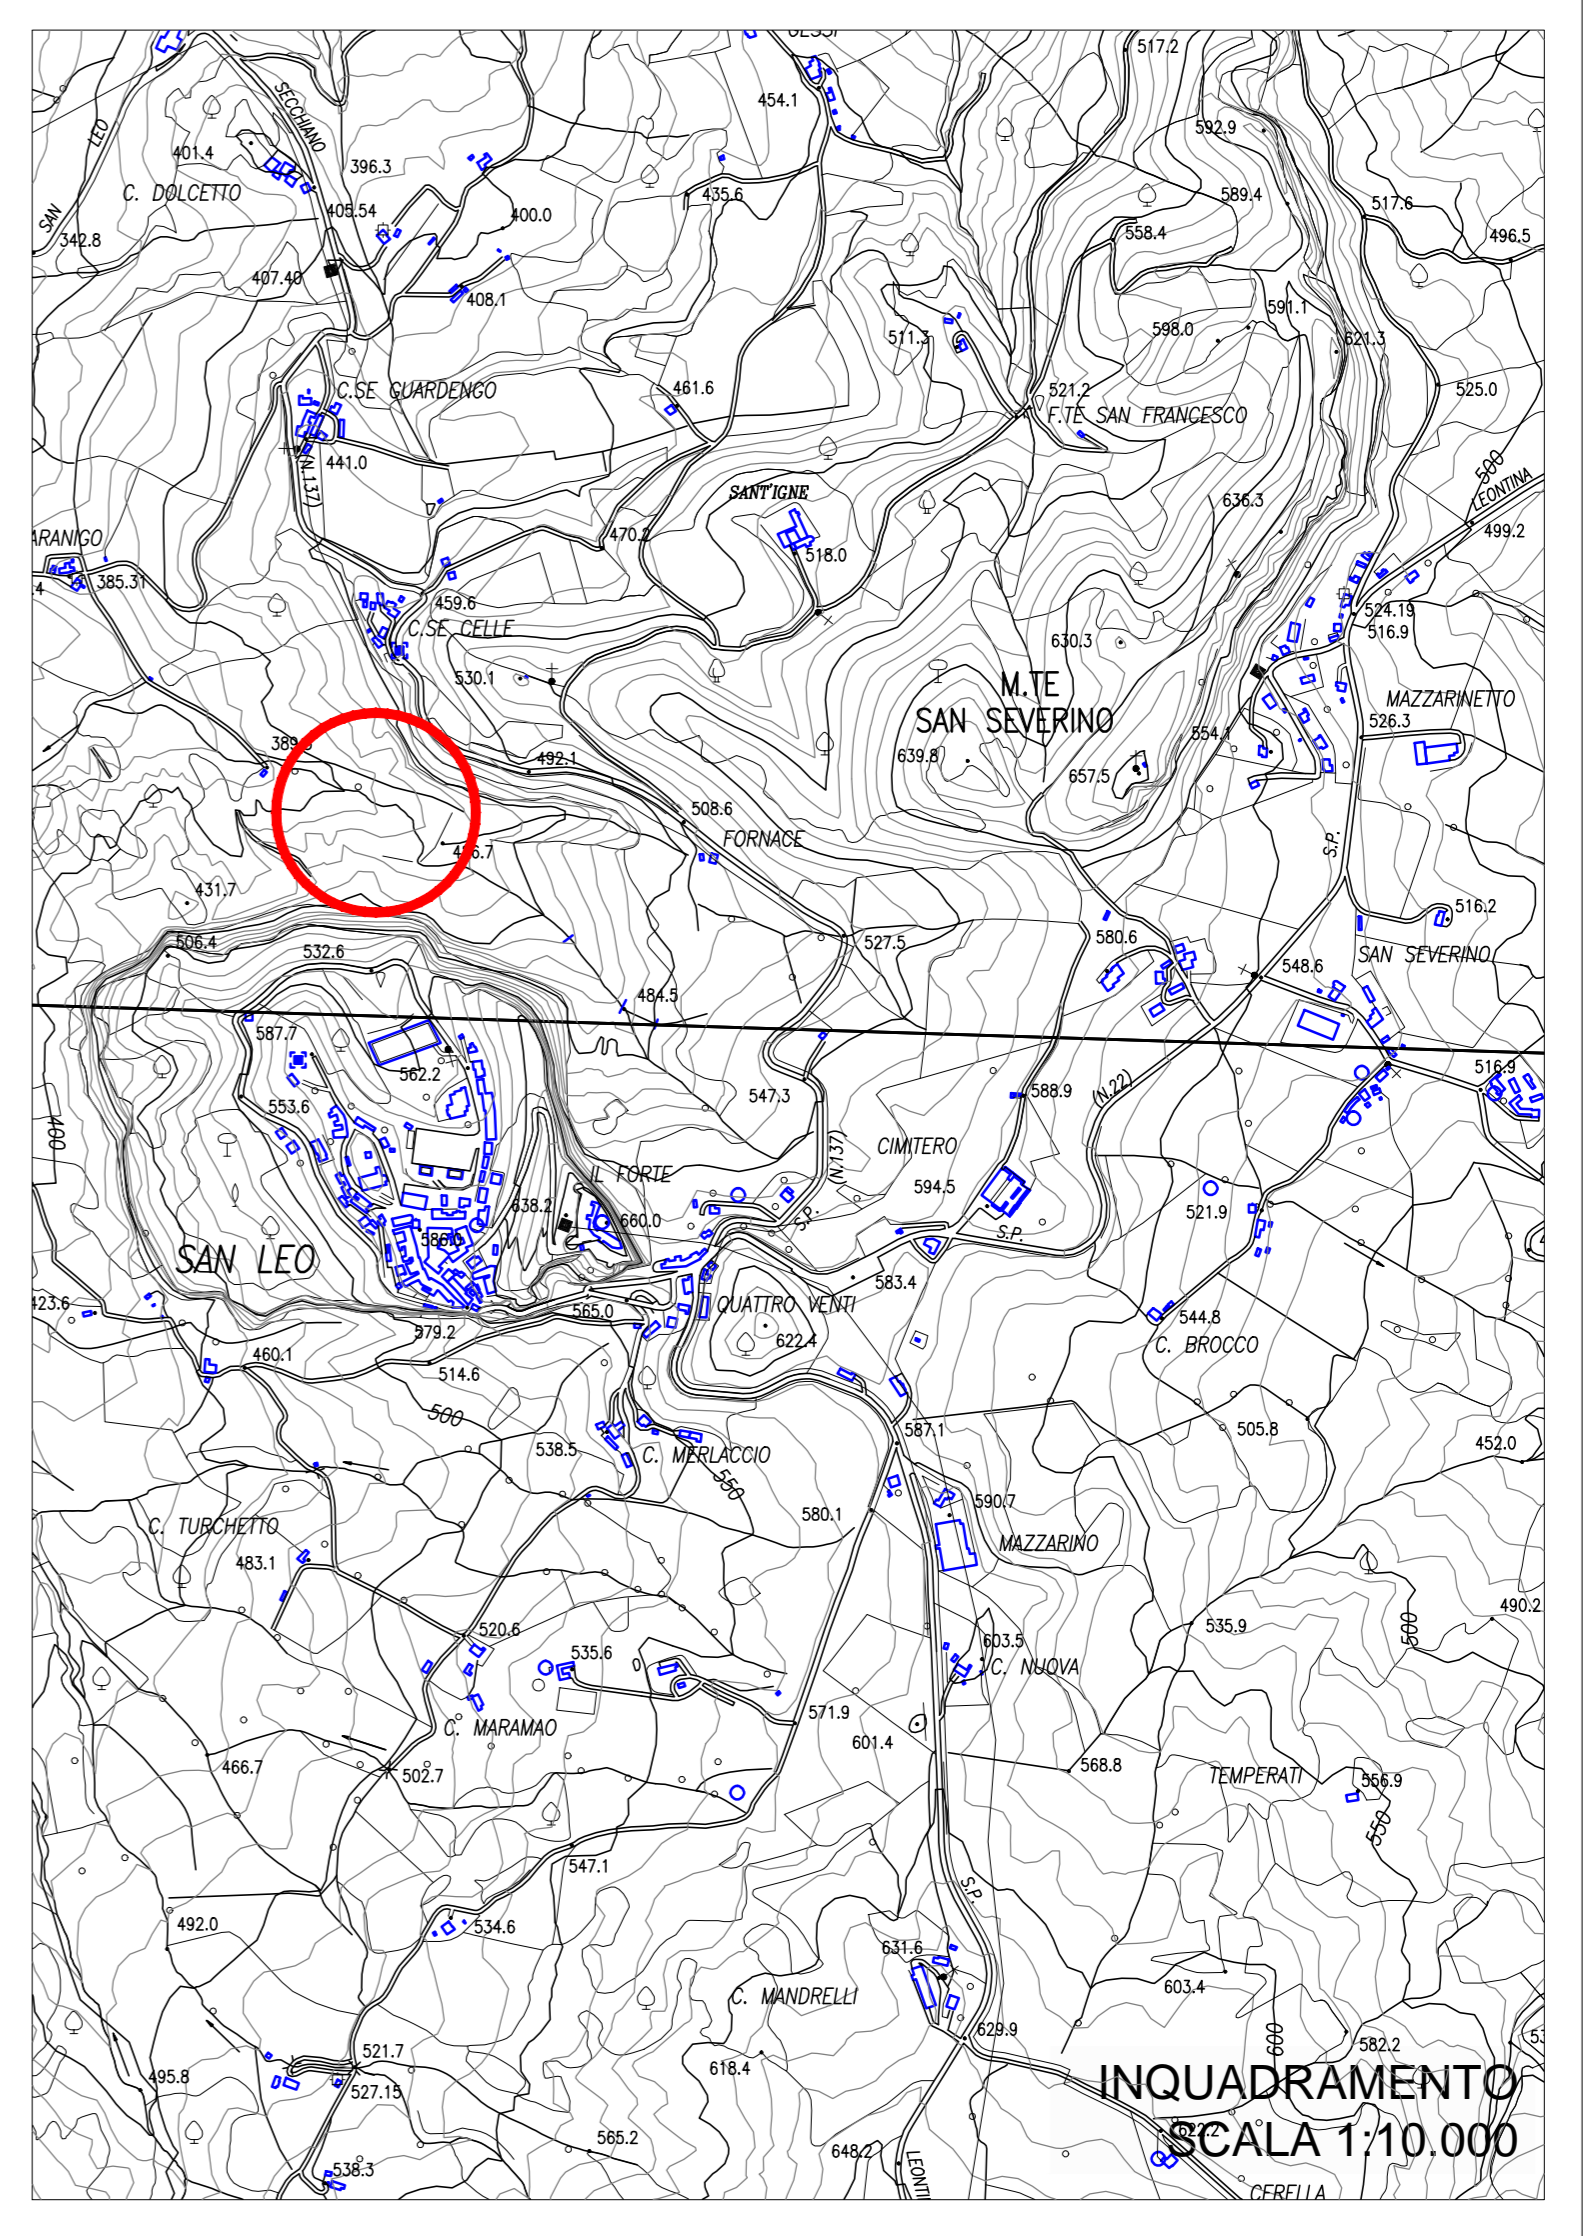 GESSI
517.2
454.1
SECCHIANO
LEO
592.9
401.4
396.3
C. DOLCETTO
435.6
589.4
SAN
405.54
400.0
517.6
342.8
558.4
496.5
407.40
408.1
591.1
598.0
511.3
621.3
C.SE GUARDENGO
461.6
521.2
525.0
F.TE SAN FRANCESCO
441.0
(N.137)
500
SANT'IGNE
636.3
LEONTINA
499.2
ARANIGO
470.2
518.0
385.31
459.6
524.19
C.SE CELLE
516.9
630.3
530.1
M.TE
SAN SEVERINO
MAZZARINETTO
526.3
554.1
389.5
492.1
639.8
657.5
508.6
FORNACE
S.P.
436.7
431.7
516.2
506.4
532.6
527.5
580.6
SAN SEVERINO
548.6
484.5
587.7
562.2
547.3
588.9
(N.22)
516.9
553.6
400
CIMITERO
(N.137)
IL FORTE
594.5
638.2
660.0
521.9
S.P.
S.P.
SAN LEO
583.4
423.6
565.0
QUATTRO VENTI
579.2
622.4
544.8
C. BROCCO
460.1
514.6
500
587.1
505.8
452.0
538.5
C. MERLACCIO
550
580.1
590.7
C. TURCHETTO
MAZZARINO
483.1
490.2
520.6
535.9
500
535.6
603.5
C. NUOVA
C. MARAMAO
571.9
601.4
466.7
502.7
568.8
TEMPERATI
556.9
550
547.1
S.P.
492.0
534.6
631.6
603.4
C. MANDRELLI
629.9
600
582.2
521.7
618.4
495.8
527.15
INQUADRAMENTO
622.2
SCALA 1:10.000
565.2
648.2
538.3
LEONTI
CERELLA